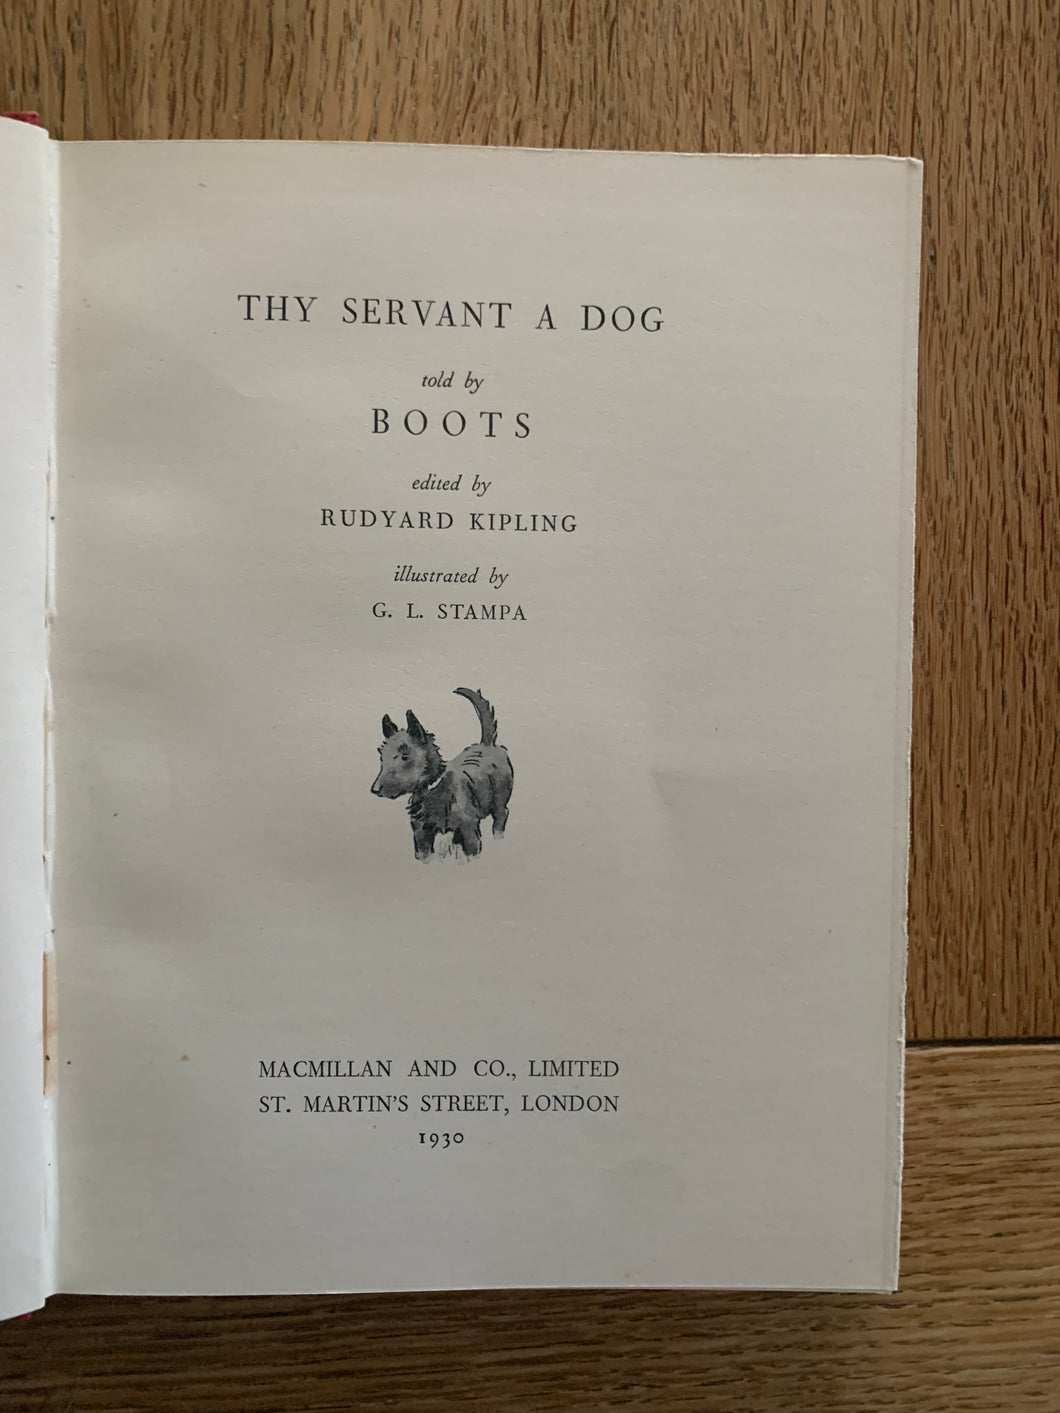 THY SERVANT A DOG
told by
BOOTS
edited by
RUDYARD KIPLING
illustrated by
G. L. STAMPA
MACMILLAN AND CO., LIMITED
ST. MARTIN'S STREET, LONDON
1930